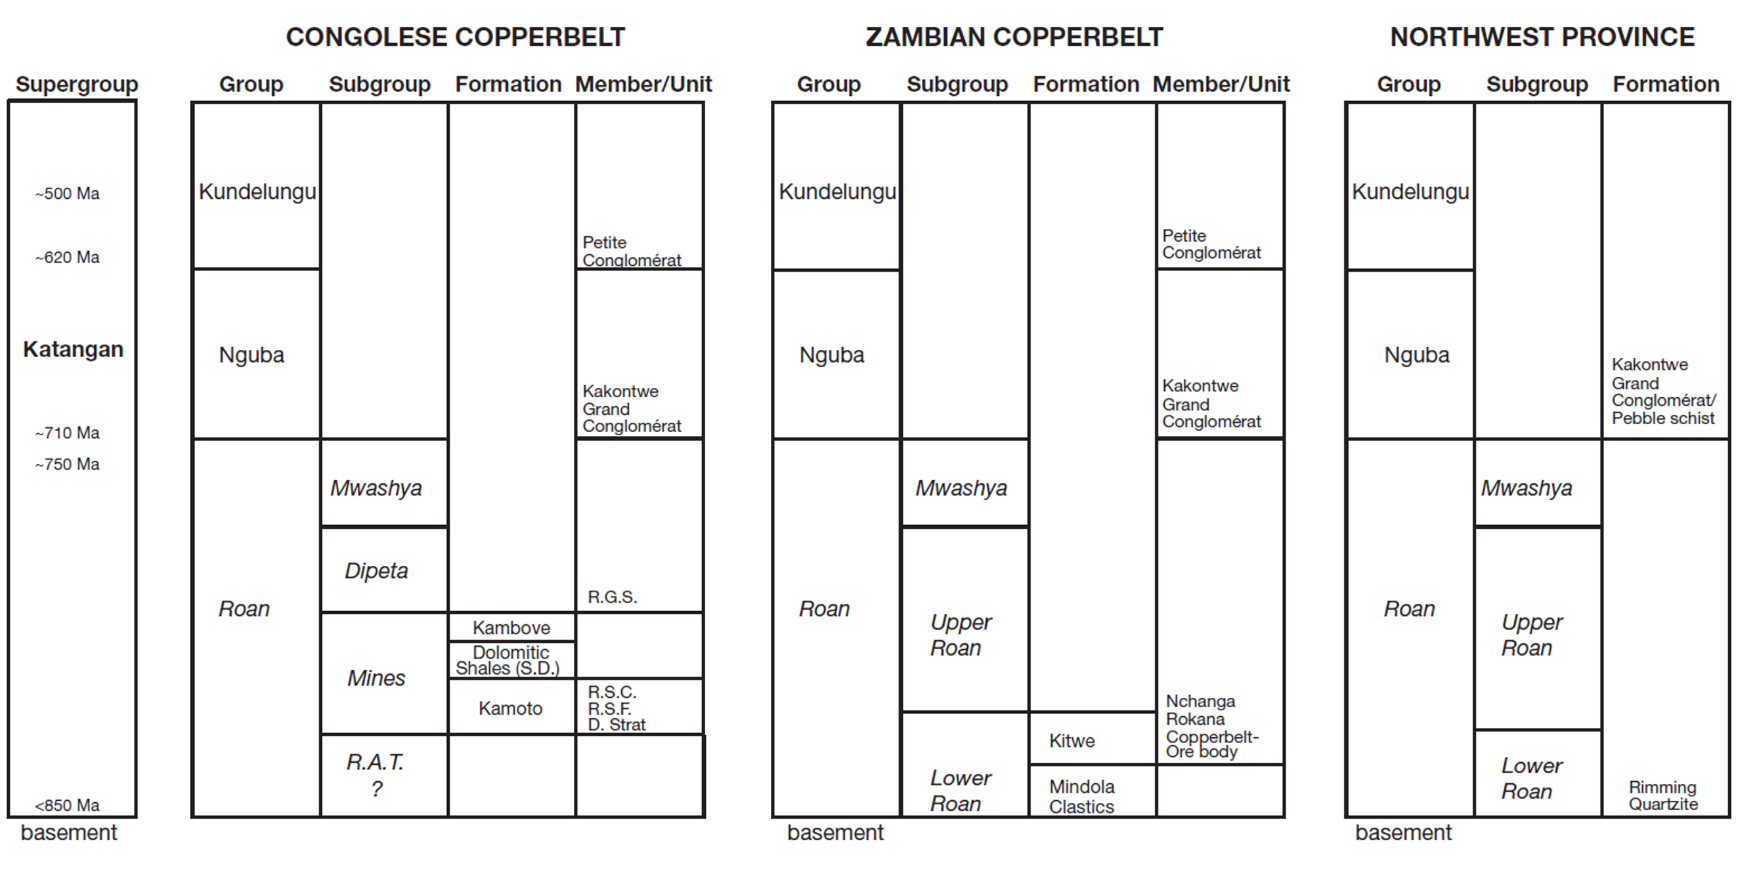 CONGOLESE COPPERBELT
ZAMBIAN COPPERBELT
NORTHWEST PROVINCE
Supergroup
Group
Subgroup
Formation
Member/Unit
Group
Subgroup
Formation
Member/Unit
Group
Subgroup
Formation
~500 Ma
~620 Ma
Katangan
~710 Ma
~750 Ma
<850 Ma
basement
Kundelungu
Nguba
Roan
Mwashya
Dipeta
Mines
R.A.T.
?
Kambove
Dolomitic
Shales (S.D.)
Kamoto
Petite
Conglomérat
Kakontwe
Grand
Conglomérat
R.G.S.
R.S.C.
R.S.F.
D. Strat
Kundelungu
Nguba
Roan
basement
Mwashya
Upper
Roan
Lower
Roan
Kitwe
Mindola
Clastics
Petite
Conglomérat
Kakontwe
Grand
Conglomérat
Nchanga
Rokana
Copperbelt-
Ore body
Kundelungu
Nguba
Roan
basement
Mwashya
Upper
Roan
Lower
Roan
Kakontwe
Grand
Conglomérat/
Pebble schist
Rimming
Quartzite